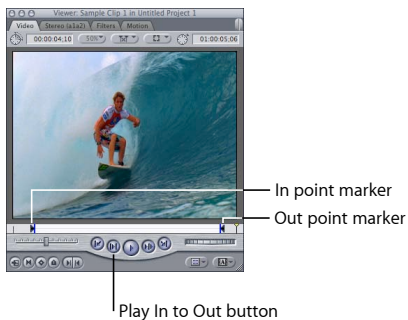 Viewer: Sample Clip 1 in Untitled Project 1
Video Stereo (a1a2) Filters Motion
00:00:04;10 50% 01:00:05;06
In point marker
Out point marker
Play In to Out button